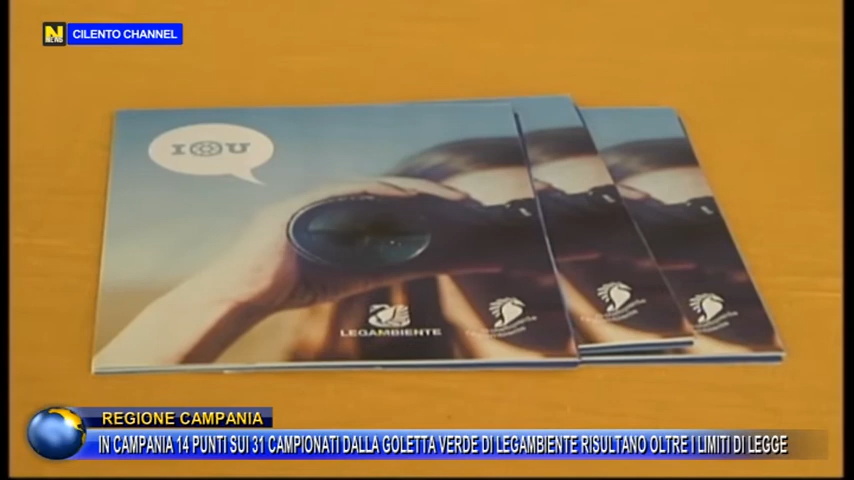 N
CILENTO CHANNEL
I U
LEGAMBIENTE
REGIONE CAMPANIA
IN CAMPANIA 14 PUNTI SUI 31 CAMPIONATI DALLA GOLETTA VERDE DI LEGAMBIENTE RISULTANO OLTRE I LIMITI DI LEGGE